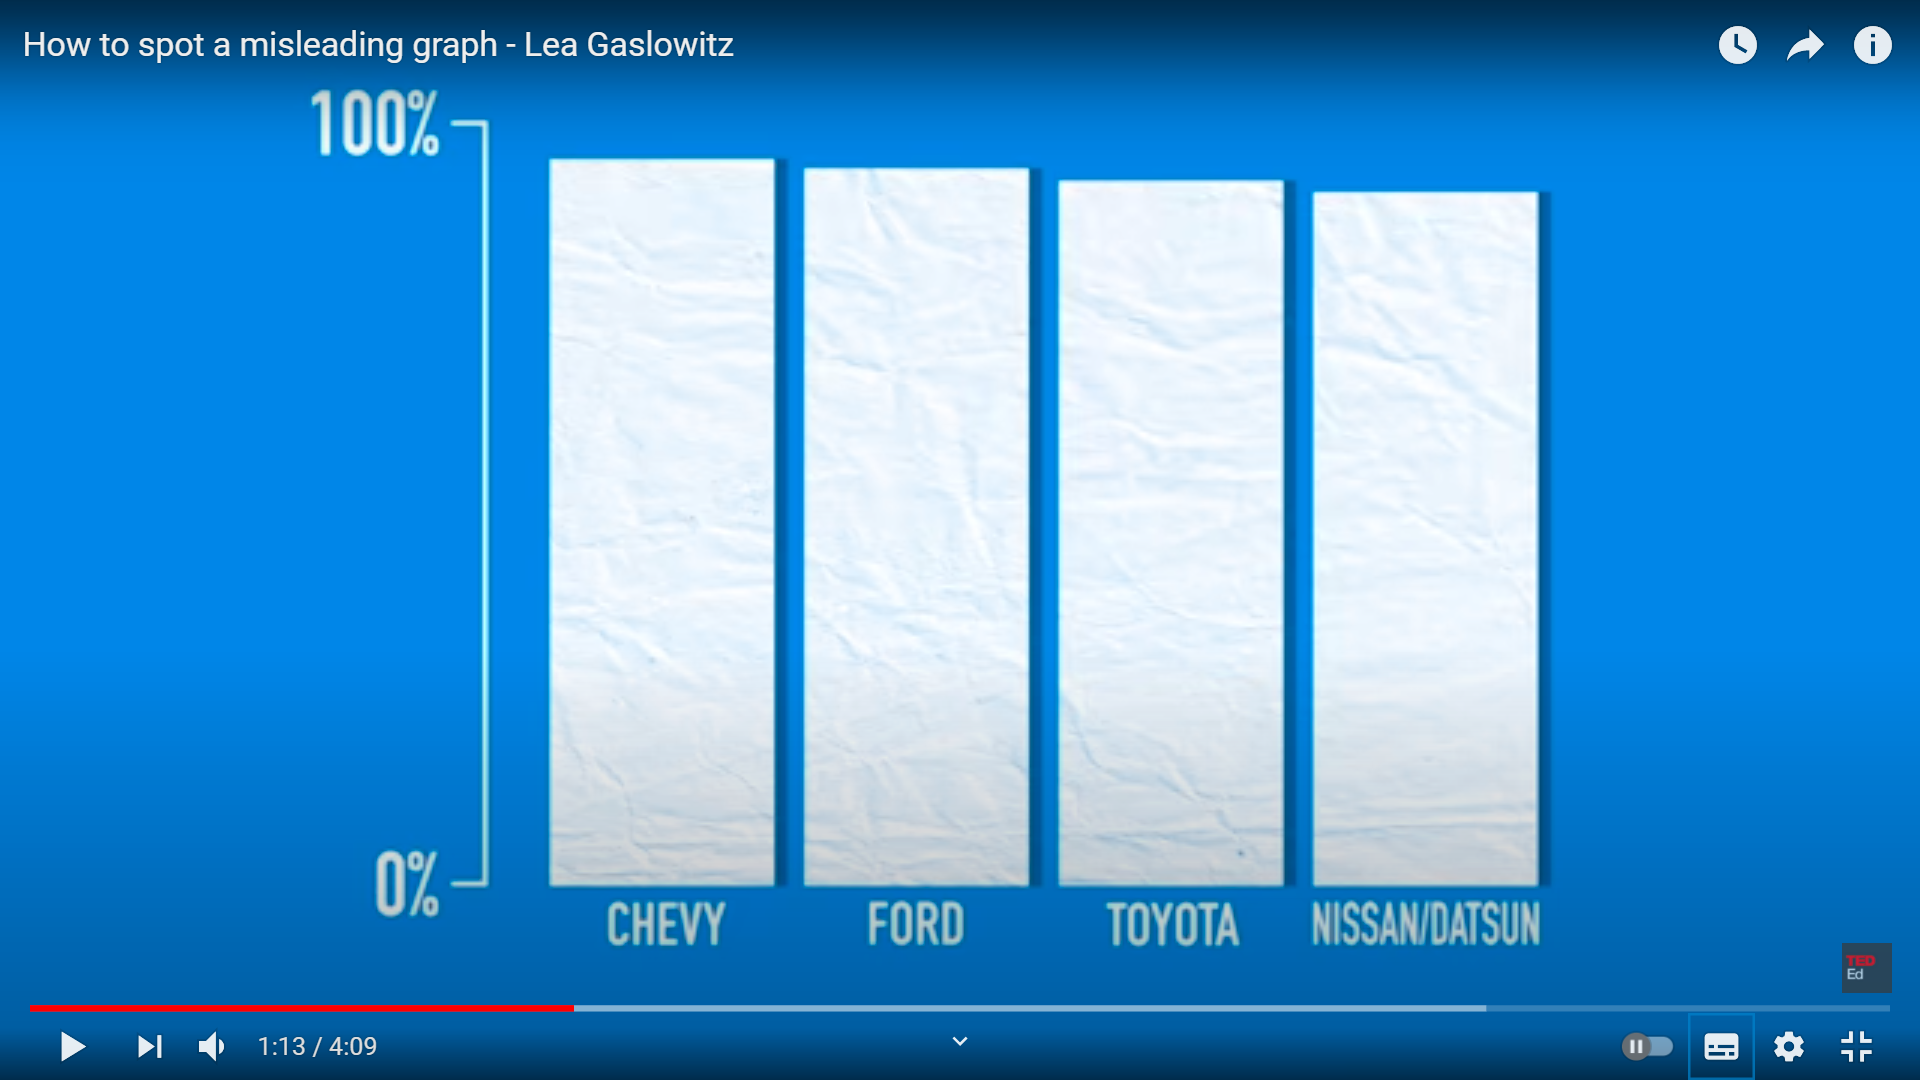 How to spot a misleading graph - Lea Gaslowitz
100%
0%
CHEVY
FORD
TOYOTA
NISSAN/DATSUN
TED
Ed
1:13 / 4:09